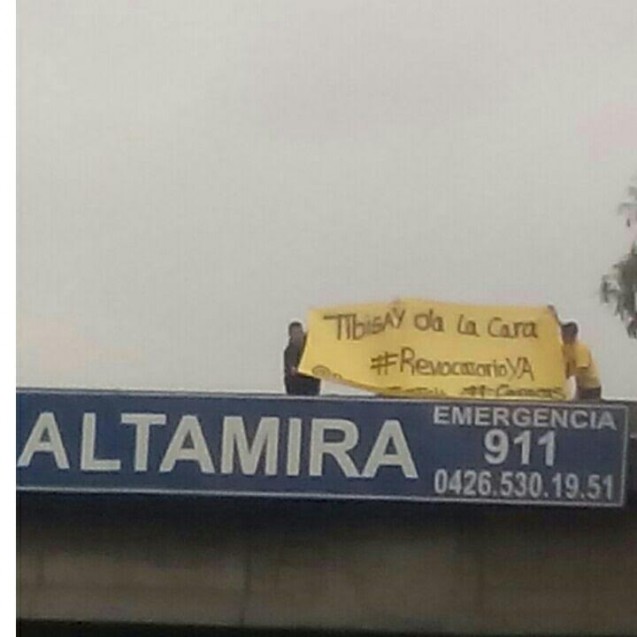 TIbisAY da La Cara
#RevocatorioYA
ALTAMIRA
EMERGENCIA
911
0426.530.19.51